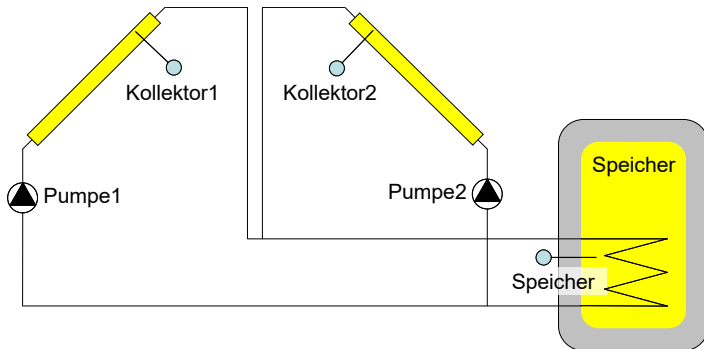 Kollektor1
Kollektor2
Speicher
Pumpe1
Pumpe2
Speicher